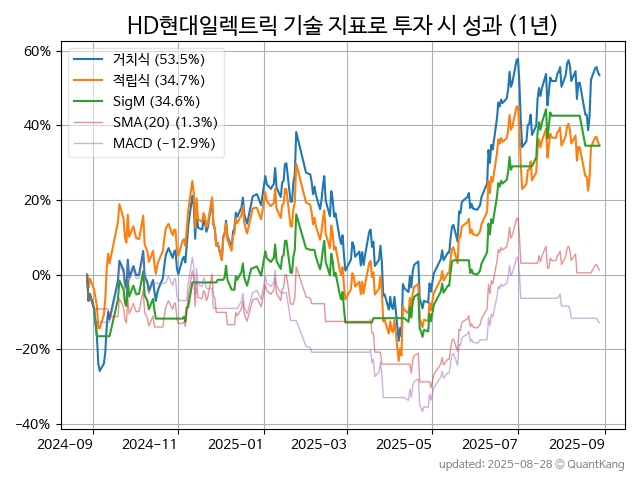 HD현대일렉트릭 기술 지표로 투자 시 성과 (1년)
60%
40%
20%
0%
−20%
−40%
거치식 (53.5%)
적립식 (34.7%)
SigM (34.6%)
SMA(20) (1.3%)
MACD (−12.9%)
2024-09 2024-11 2025-01 2025-03 2025-05 2025-07 2025-09
updated: 2025-08-28 © QuantKang